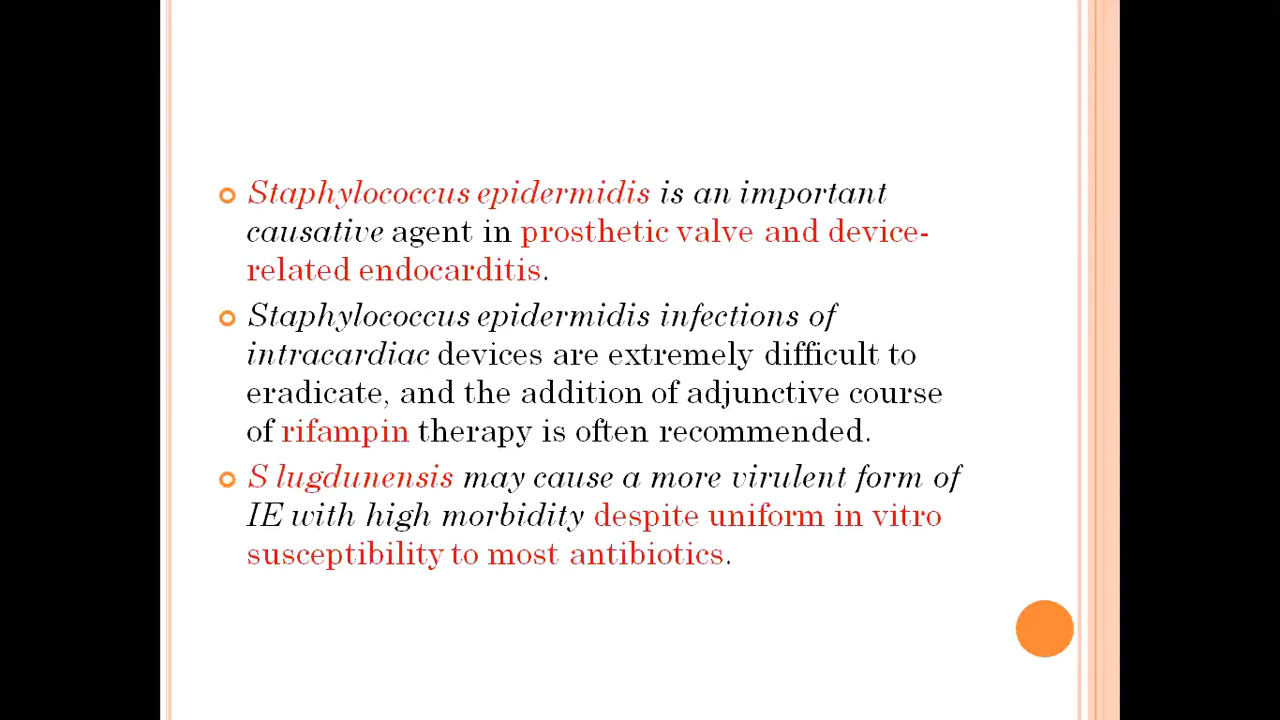 Staphylococcus epidermidis is an important
causative agent in prosthetic valve and device-
related endocarditis.
Staphylococcus epidermidis infections of
intracardiac devices are extremely difficult to
eradicate, and the addition of adjunctive course
of rifampin therapy is often recommended.
S lugdunensis may cause a more virulent form of
IE with high morbidity despite uniform in vitro
susceptibility to most antibiotics.